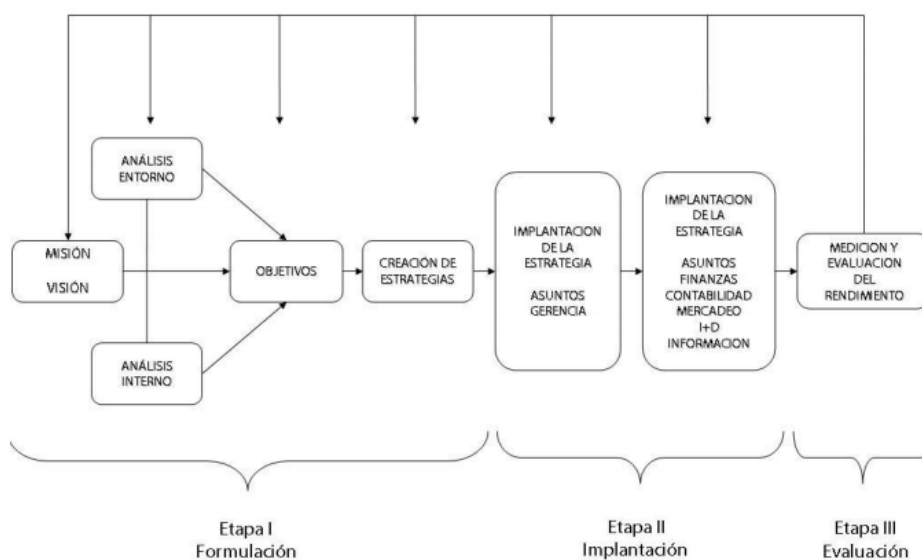 ANÁLISIS
ENTORNO
MISIÓN
VISIÓN
ANÁLISIS
INTERNO
OBJETIVOS
CREACIÓN DE
ESTRATEGIAS
IMPLANTACION
DE LA
ESTRATEGIA
ASUNTOS
GERENCIA
IMPLANTACION
DE LA
ESTRATEGIA
ASUNTOS
FINANZAS
CONTABILIDAD
MERCADEO
I+D
INFORMACION
MEDICION Y
EVALUACION
DEL
RENDIMIENTO
Etapa I
Formulación
Etapa II
Implantación
Etapa III
Evaluación